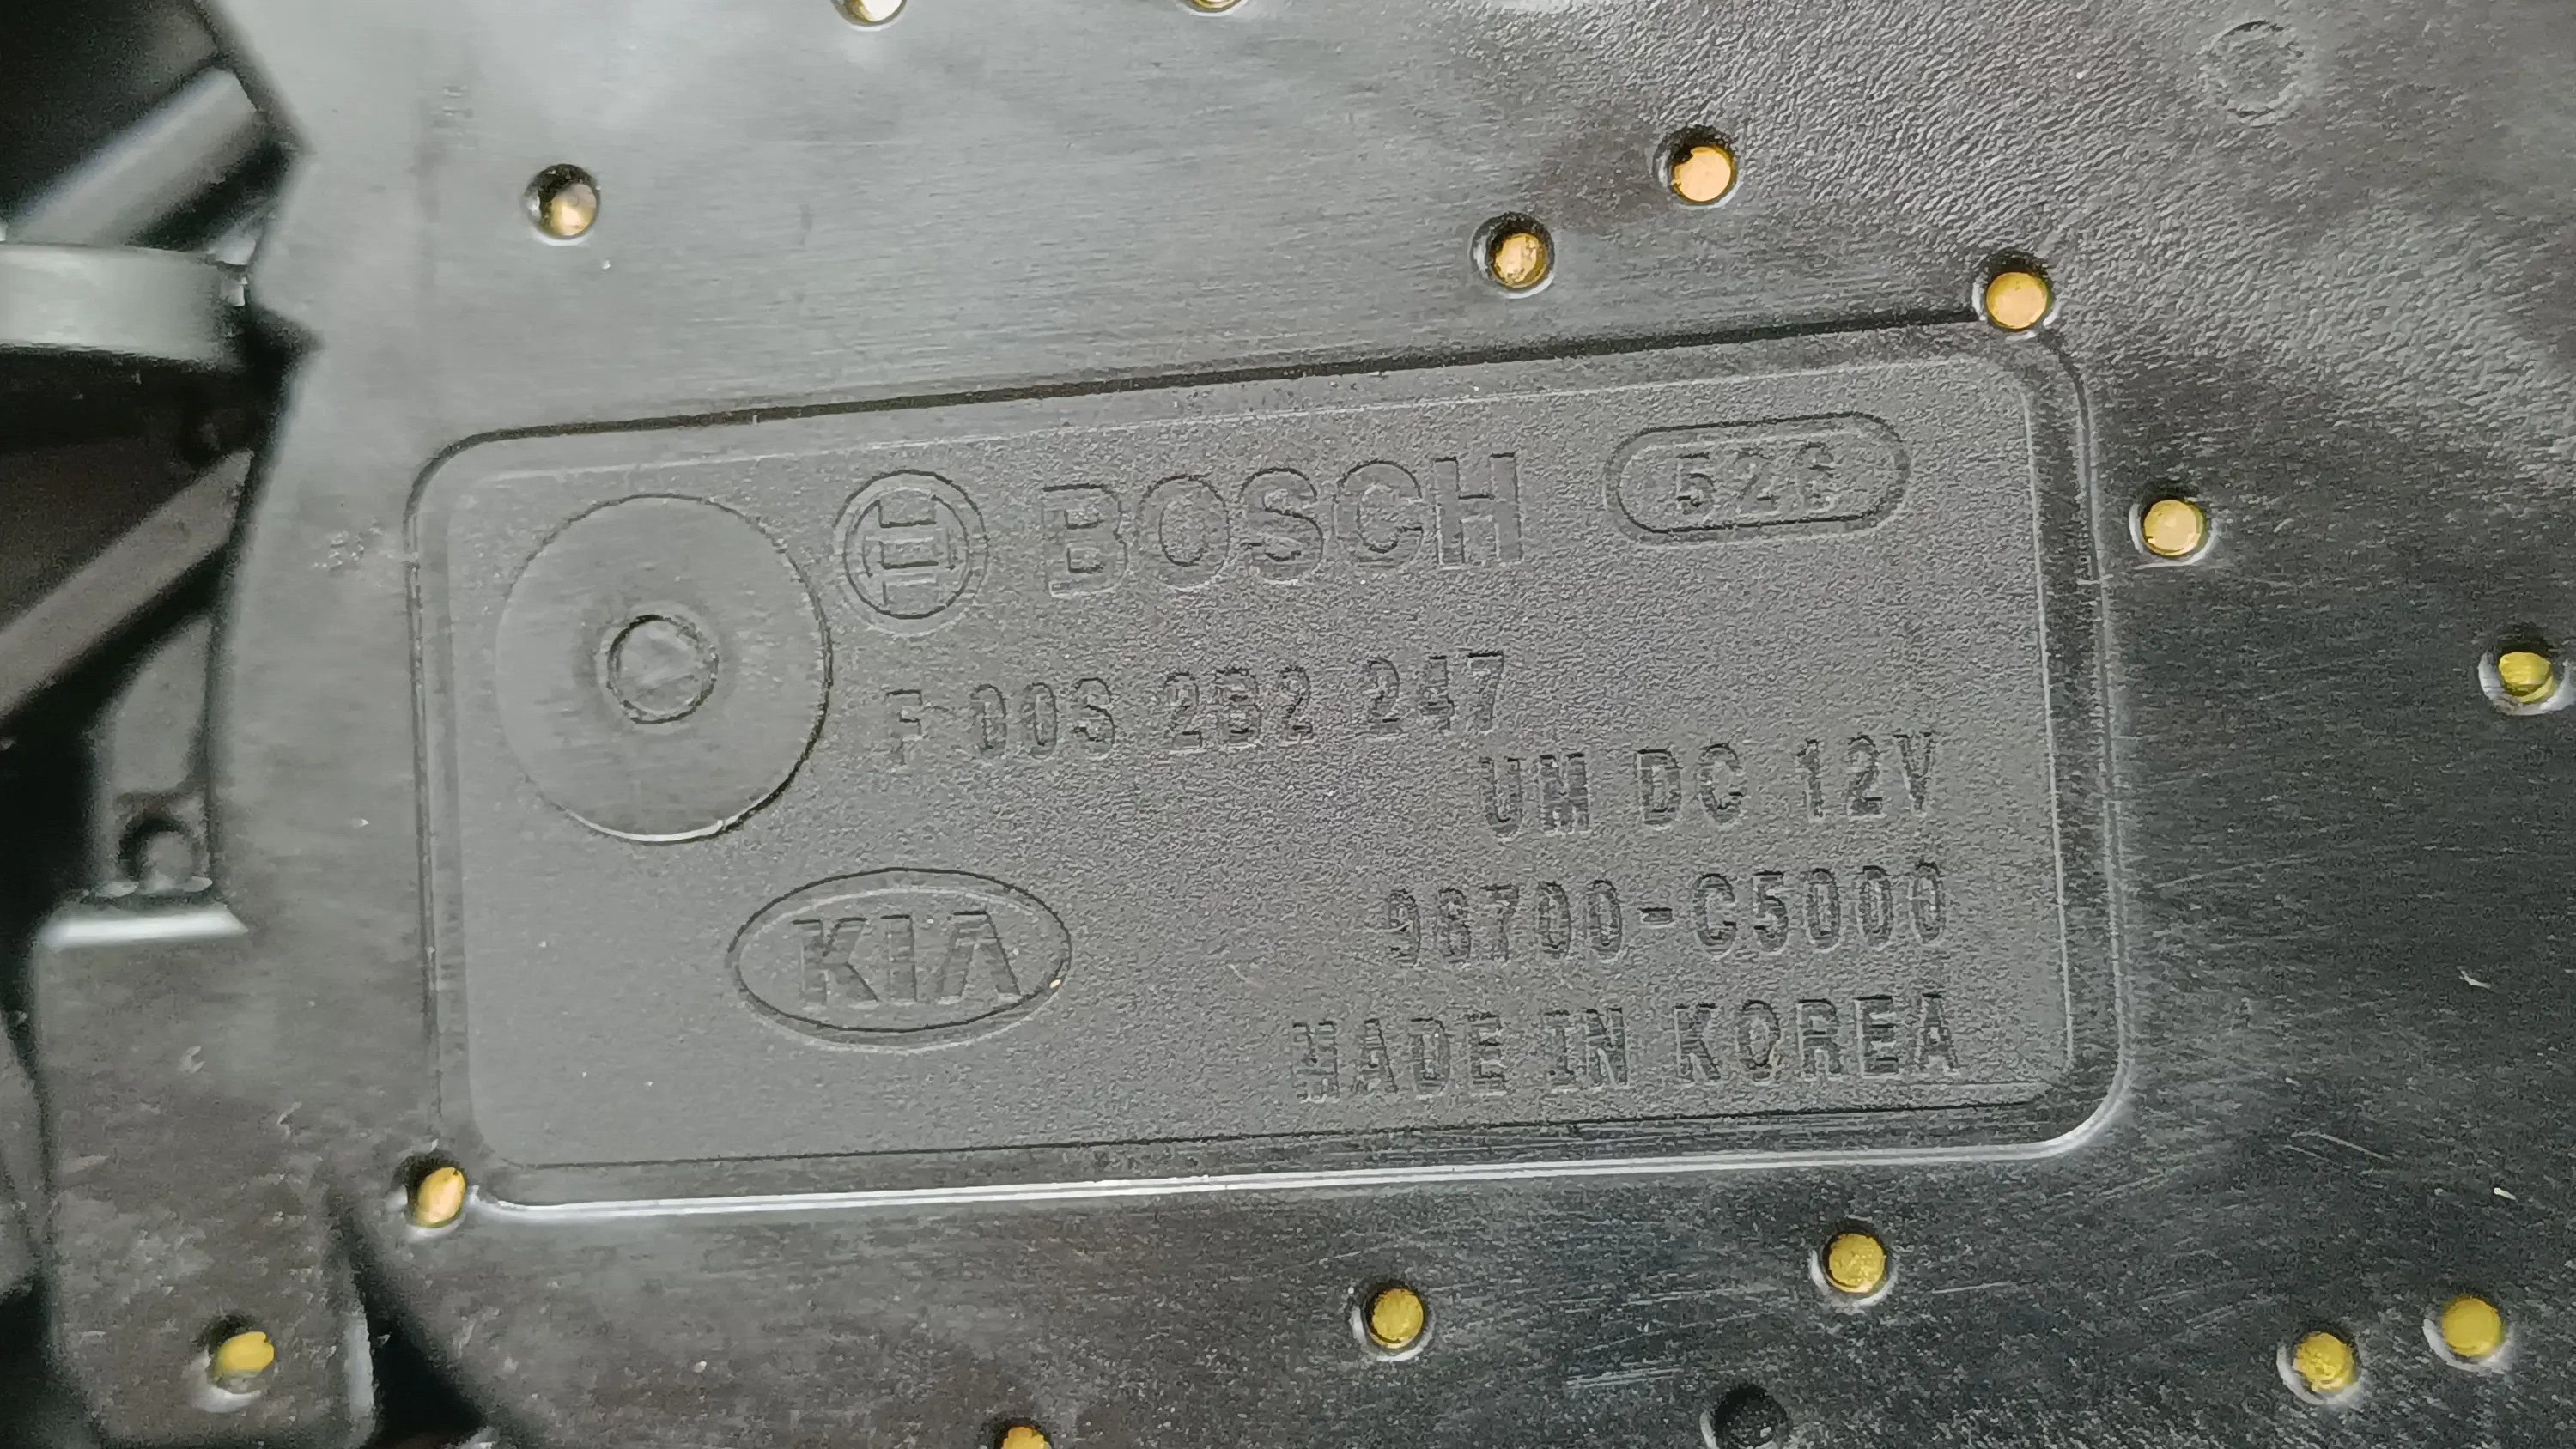 BOSCH 526
F 00S 2B2 247
UM DC 12V
98700-C5000
KIA
MADE IN KOREA